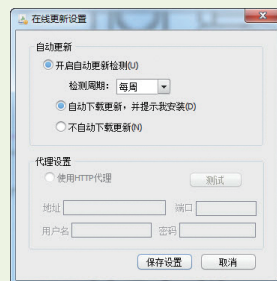 在线更新设置
自动更新
开启自动更新检测(U)
检测周期: 每周
自动下载更新，并提示我安装(D)
不自动下载更新(N)
代理设置
使用HTTP代理 测试
地址 端口
用户名 密码
保存设置 取消